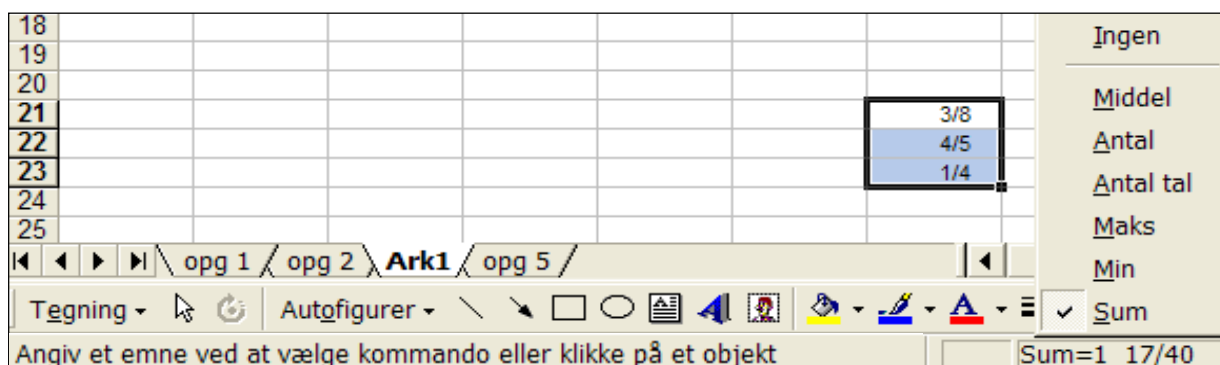 18
19
20
21 3/8
22 4/5
23 1/4
24
25
Ingen
Middel
Antal
Antal tal
Maks
Min
Sum
opg 1 opg 2 Ark1 opg 5
Tegning Autofigurer A A
Angiv et emne ved at vælge kommando eller klikke på et objekt
Sum=1 17/40